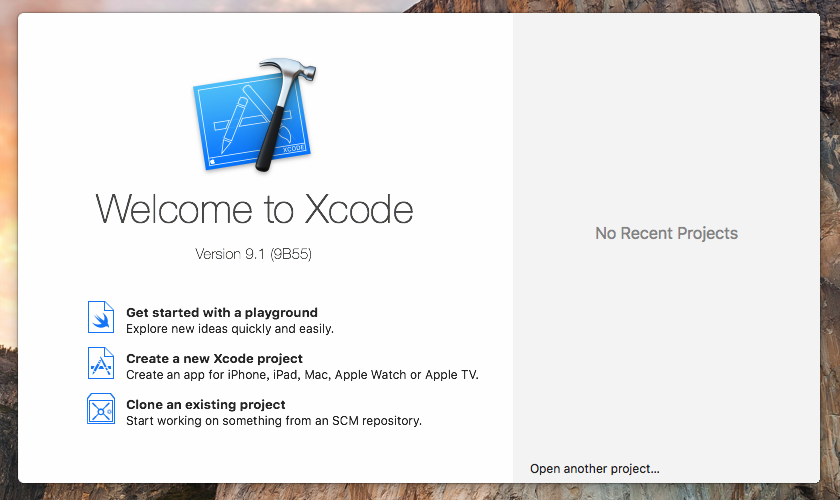 XCODE
Welcome to Xcode
Version 9.1 (9B55)
Get started with a playground
Explore new ideas quickly and easily.
Create a new Xcode project
Create an app for iPhone, iPad, Mac, Apple Watch or Apple TV.
Clone an existing project
Start working on something from an SCM repository.
No Recent Projects
Open another project...